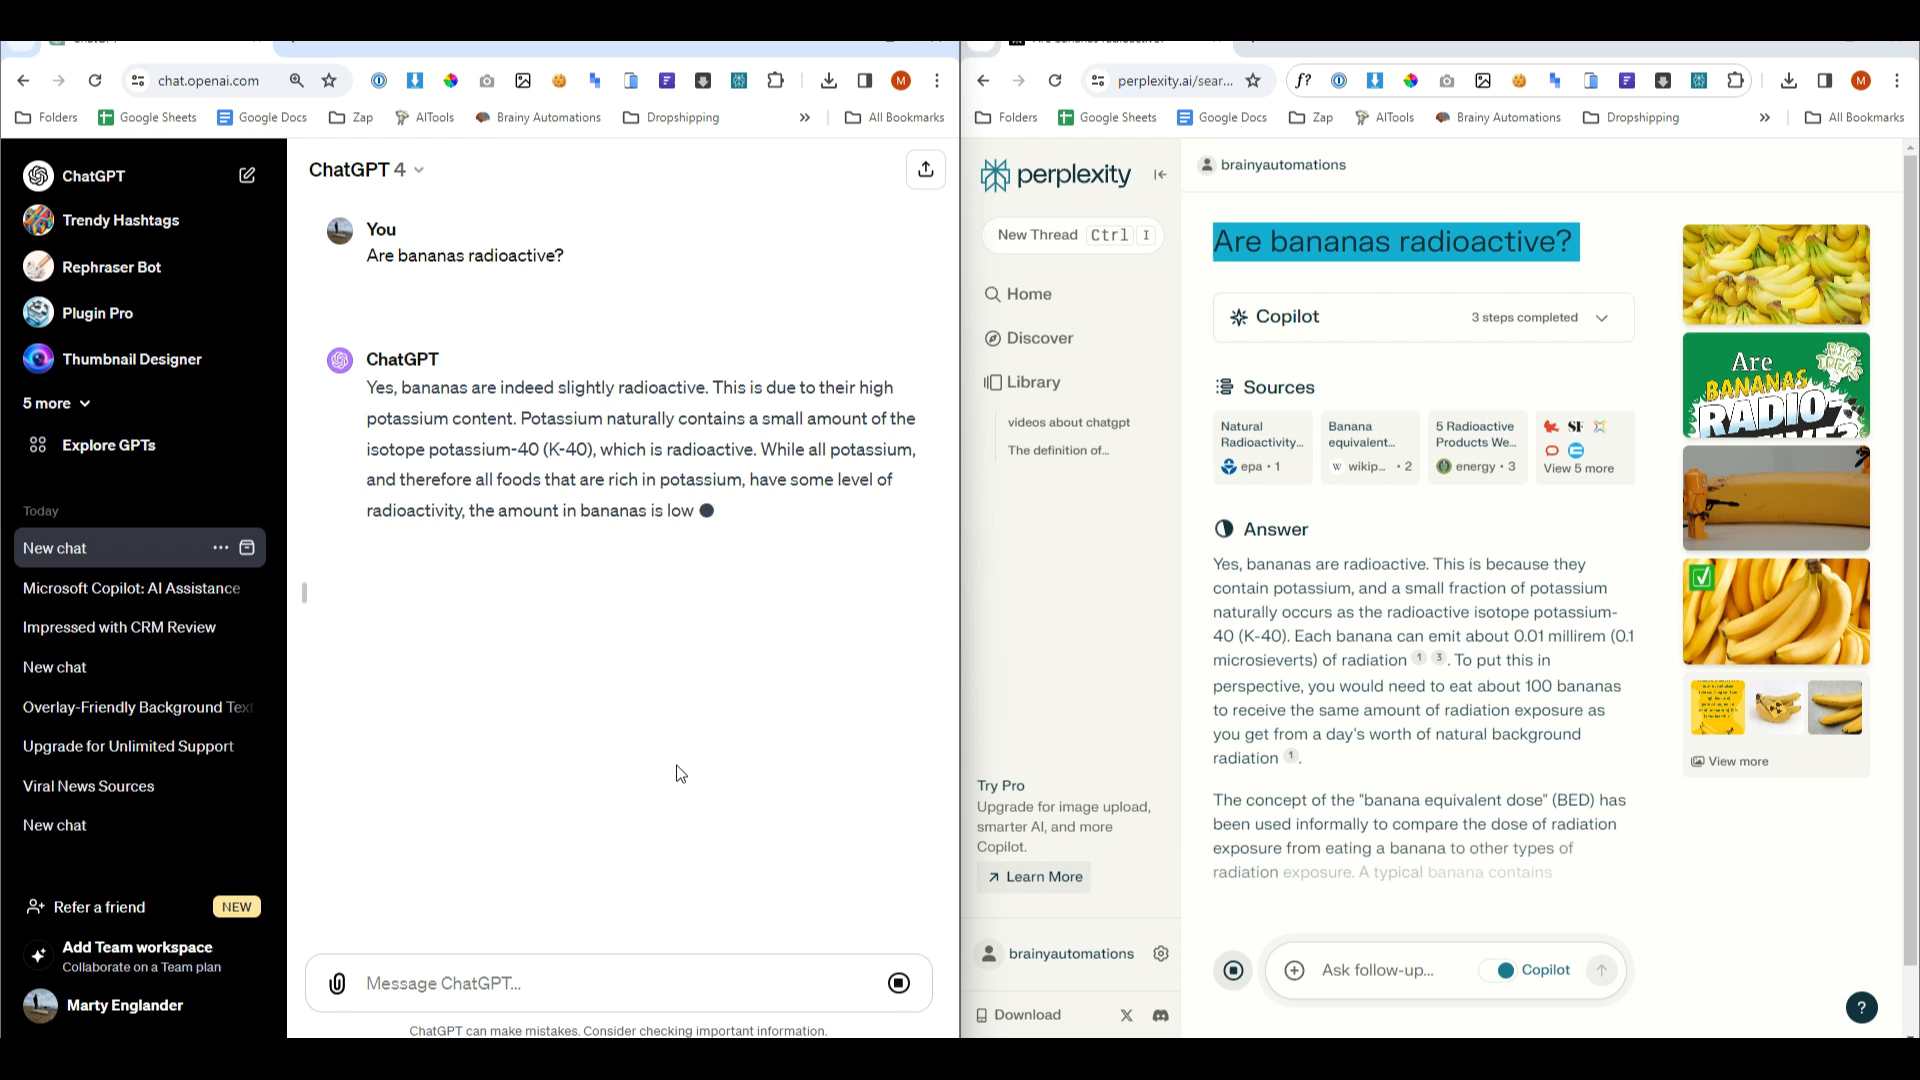 chat.openai.com
Folders
Google Sheets
Google Docs
Zap
AITools
Brainy Automations
Dropshipping
»
All Bookmarks
ChatGPT
Trendy Hashtags
Rephraser Bot
Plugin Pro
Thumbnail Designer
5 more
Explore GPTs
Today
New chat
Microsoft Copilot: AI Assistance
Impressed with CRM Review
New chat
Overlay-Friendly Background Text
Upgrade for Unlimited Support
Viral News Sources
New chat
Refer a friend
NEW
Add Team workspace
Collaborate on a Team plan
Marty Englander
ChatGPT 4
You
Are bananas radioactive?
ChatGPT
Yes, bananas are indeed slightly radioactive. This is due to their high
potassium content. Potassium naturally contains a small amount of the
isotope potassium-40 (K-40), which is radioactive. While all potassium,
and therefore all foods that are rich in potassium, have some level of
radioactivity, the amount in bananas is low
Message ChatGPT...
ChatGPT can make mistakes. Consider checking important information.
perplexity.ai/sear...
f?
M
Folders
Google Sheets
Google Docs
Zap
AITools
Brainy Automations
Dropshipping
»
All Bookmarks
perplexity
New Thread Ctrl I
Home
Discover
Library
videos about chatgpt
The definition of...
Try Pro
Upgrade for image upload,
smarter AI, and more
Copilot.
Learn More
brainyautomations
Download
brainyautomations
Are bananas radioactive?
Copilot
3 steps completed
Sources
Natural
Radioactivity...
epa • 1
Banana
equivalent...
W wikip... • 2
5 Radioactive
Products We...
energy • 3
SF
View 5 more
Answer
Yes, bananas are radioactive. This is because they
contain potassium, and a small fraction of potassium
naturally occurs as the radioactive isotope potassium-
40 (K-40). Each banana can emit about 0.01 millirem (0.1
microsieverts) of radiation 1 3 . To put this in
perspective, you would need to eat about 100 bananas
to receive the same amount of radiation exposure as
you get from a day's worth of natural background
radiation 1 .
The concept of the "banana equivalent dose" (BED) has
been used informally to compare the dose of radiation
exposure from eating a banana to other types of
radiation exposure. A typical banana contains
Ask follow-up...
Copilot
?
Are
BANANAS
BIG
IDEAS
View more